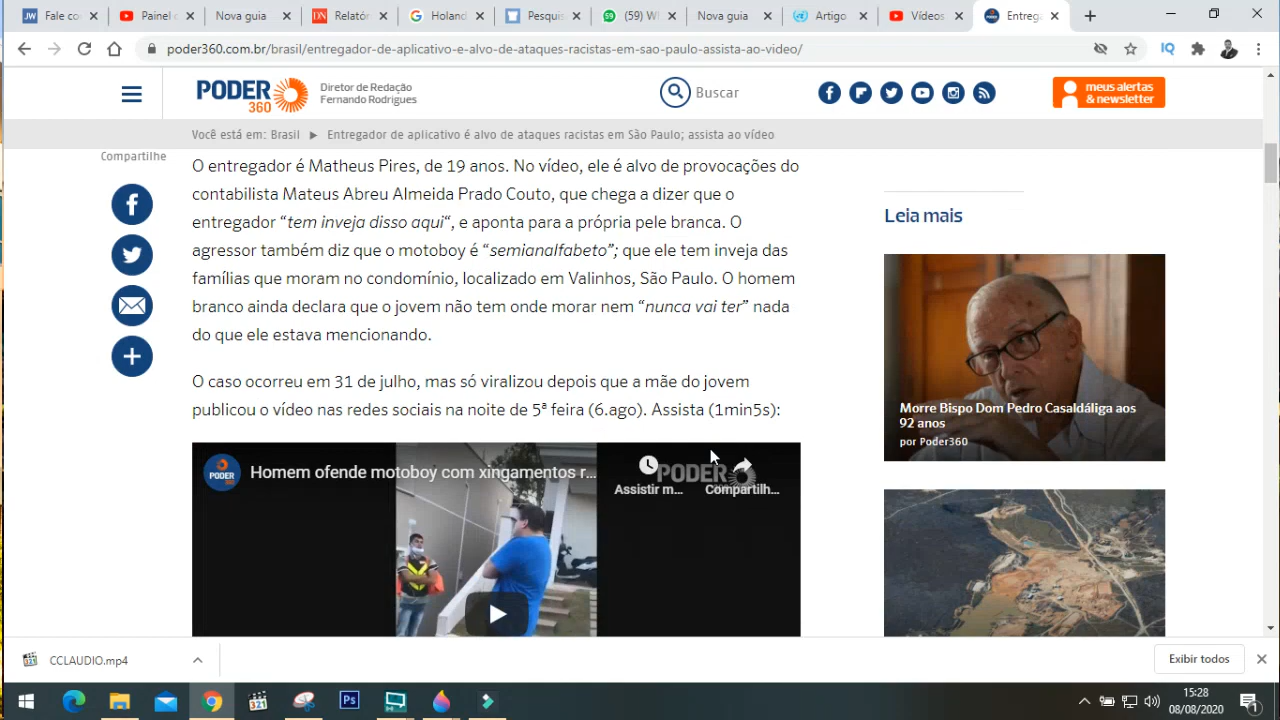 Fale co
Painel c
Nova guia
Relatór
Holand
Pesquis
(59) W
Nova guia
Artigo
Vídeos
Entreg
poder360.com.br/brasil/entregador-de-aplicativo-e-alvo-de-ataques-racistas-em-sao-paulo-assista-ao-video/
PODER
360
Diretor de Redação
Fernando Rodrigues
Buscar
meus alertas
& newsletter
Você está em: Brasil ► Entregador de aplicativo é alvo de ataques racistas em São Paulo; assista ao vídeo
Compartilhe
O entregador é Matheus Pires, de 19 anos. No vídeo, ele é alvo de provocações do
contabilista Mateus Abreu Almeida Prado Couto, que chega a dizer que o
entregador “tem inveja disso aqui“, e aponta para a própria pele branca. O
agressor também diz que o motoboy é “semianalfabeto”; que ele tem inveja das
famílias que moram no condomínio, localizado em Valinhos, São Paulo. O homem
branco ainda declara que o jovem não tem onde morar nem “nunca vai ter” nada
do que ele estava mencionando.
O caso ocorreu em 31 de julho, mas só viralizou depois que a mãe do jovem
publicou o vídeo nas redes sociais na noite de 5ª feira (6.ago). Assista (1min5s):
PODER
Homem ofende motoboy com xingamentos r...
PODER
Assistir m...
Compartilh...
Leia mais
Morre Bispo Dom Pedro Casaldáliga aos
92 anos
por Poder360
CCLAUDIO.mp4
Exibir todos
15:28
08/08/2020